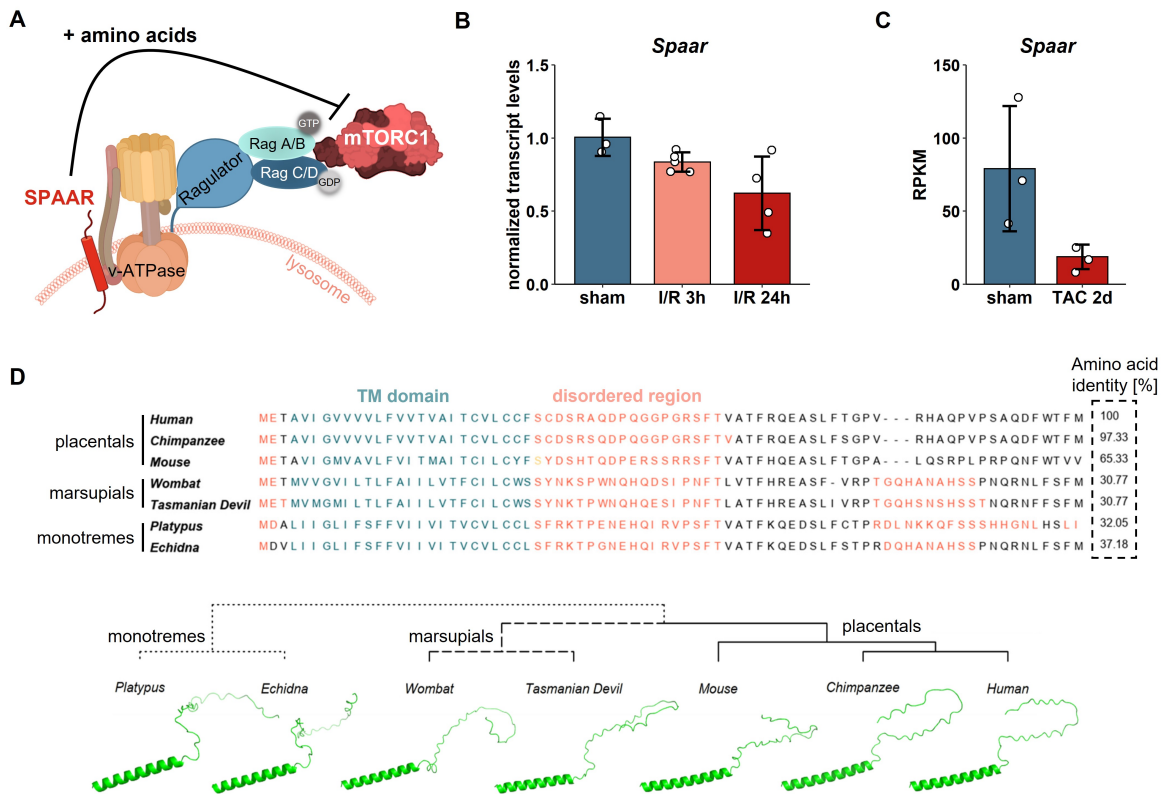 A
+ amino acids
GTP
Rag A/B
mTORC1
Ragulator
Rag C/D
GDP
SPAAR
v-ATPase
lysosome
B
Spaar
normalized transcript levels
1.5
1.0
0.5
0.0
sham
I/R 3h
I/R 24h
C
Spaar
RPKM
150
100
50
0
sham
TAC 2d
D
Amino acid
identity [%]
TM domain
disordered region
placentals
marsupials
monotremes
Human METAVIGVVVVLFVVTVAITCVLCCFSCDSRAQDPQGGPGRSFTVATFRQEASLFTGPV---RHAQPVPSAQDFWTFM 100
Chimpanzee METAVIGVVVVLFVVTVAITCVLCCFSCDSRAQDPQGGPGRSFTVATFRQEASLFSGPV---RHAQPVPSAQDFWTFM 97.33
Mouse METAVIGMVAVLFVITMAITCILCYFSYDSHTQDPERSSRRSFTVATFHQEASLFTGPA---LQSRPLPRPQNFWTVV 65.33
Wombat METMVVGVILTLFAIILVTFCILCWSSYNKSPWNQHQDSIPNFTLVTFHREASF-VRPTGQHANAHSSPNQRNLFSFM 30.77
Tasmanian Devil METMVMGMILTLFAIILVTFCILCWSSYNKTPWNQHQDSIPNFTLVTFHREASLIVRPTGQHSNSHSTPNQRNLFSFM 30.77
Platypus MDALIIGLIFSFFVIIVITVCVLCCLSFRKTPENEHQIRVPSFTVATFKQEDSLFCTPRDLNKKQFSSSHHGNLHSLI 32.05
Echidna MDVLIIGLIFSFFVIIVITVCVLCCLSFRKTPGNEHQIRVPSFTVATFKQEDSLFSTPRDQHANAHSSPNQRNLFSFM 37.18
monotremes
marsupials
placentals
Platypus
Echidna
Wombat
Tasmanian Devil
Mouse
Chimpanzee
Human